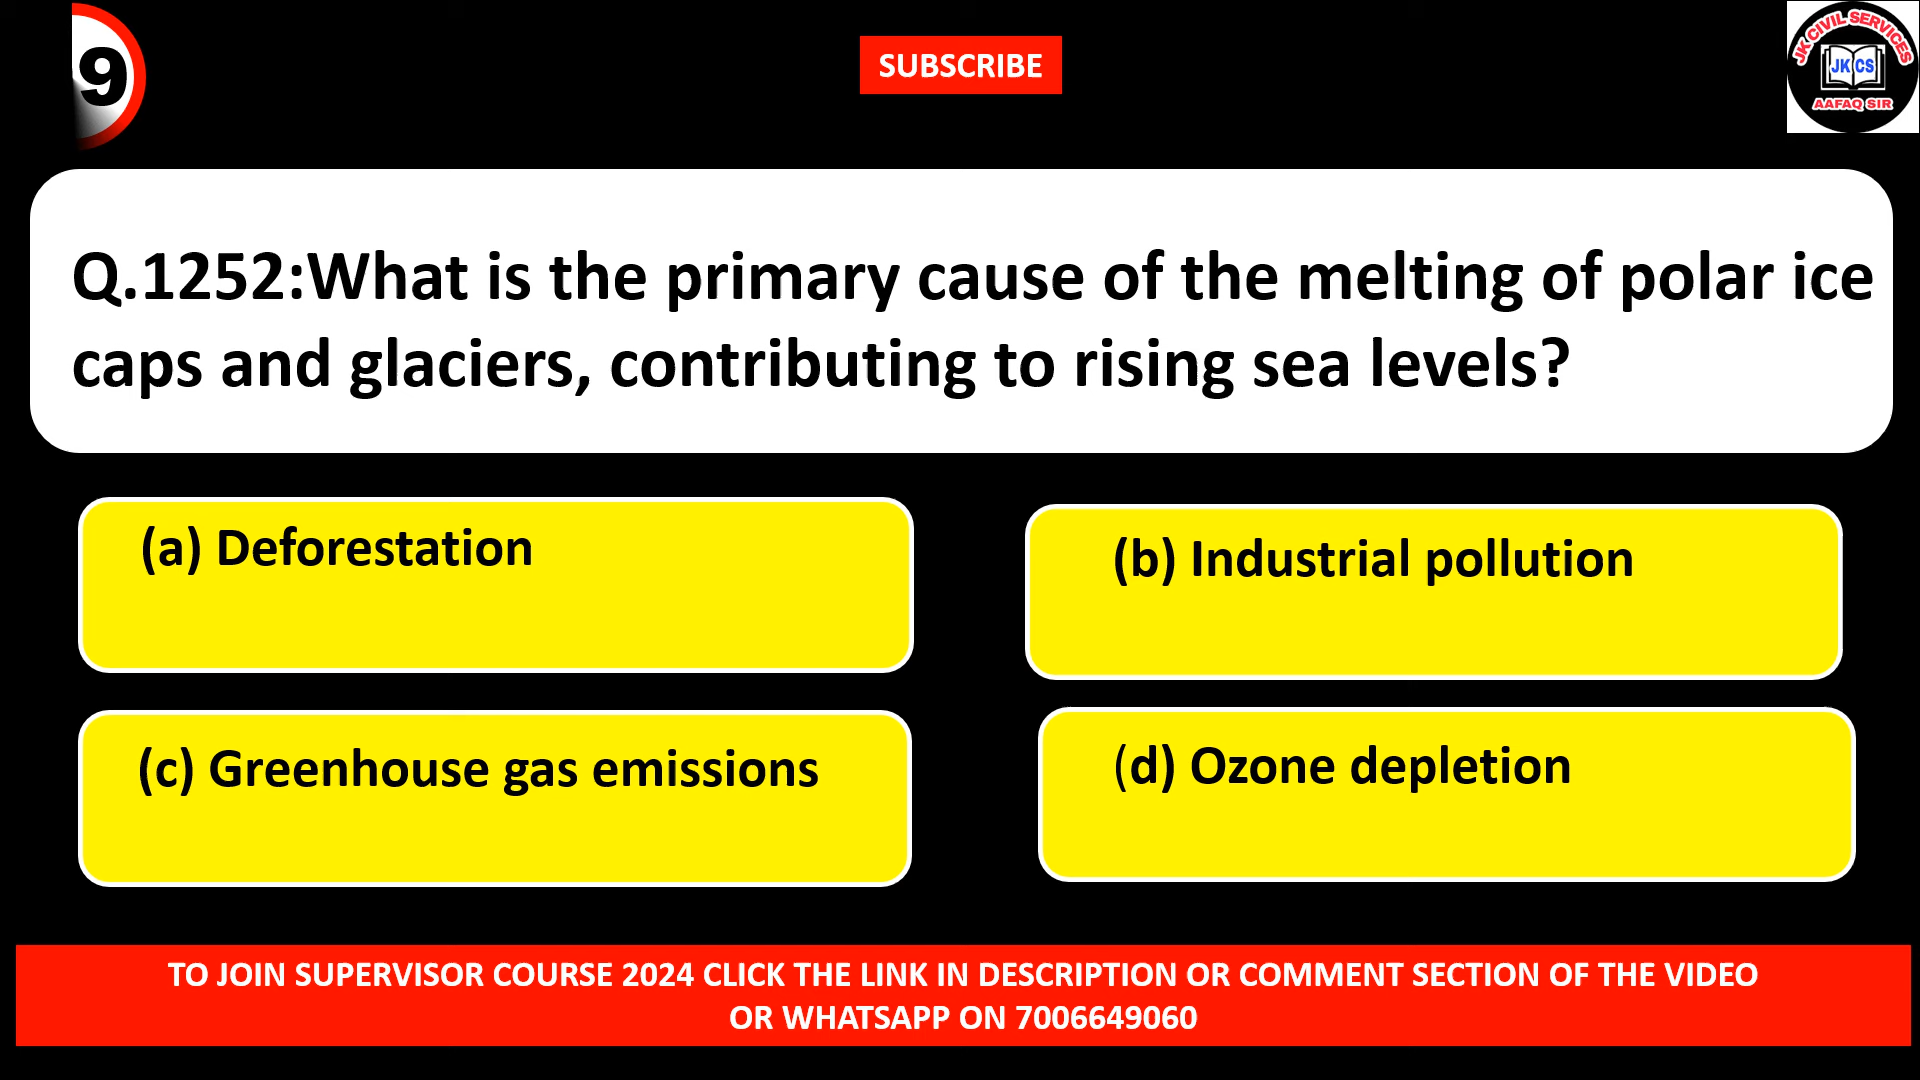 9
SUBSCRIBE
JK CIVIL SERVICES
JK CS
AAFAQ SIR
Q.1252:What is the primary cause of the melting of polar ice
caps and glaciers, contributing to rising sea levels?
(a) Deforestation
(b) Industrial pollution
(c) Greenhouse gas emissions
(d) Ozone depletion
TO JOIN SUPERVISOR COURSE 2024 CLICK THE LINK IN DESCRIPTION OR COMMENT SECTION OF THE VIDEO
OR WHATSAPP ON 7006649060